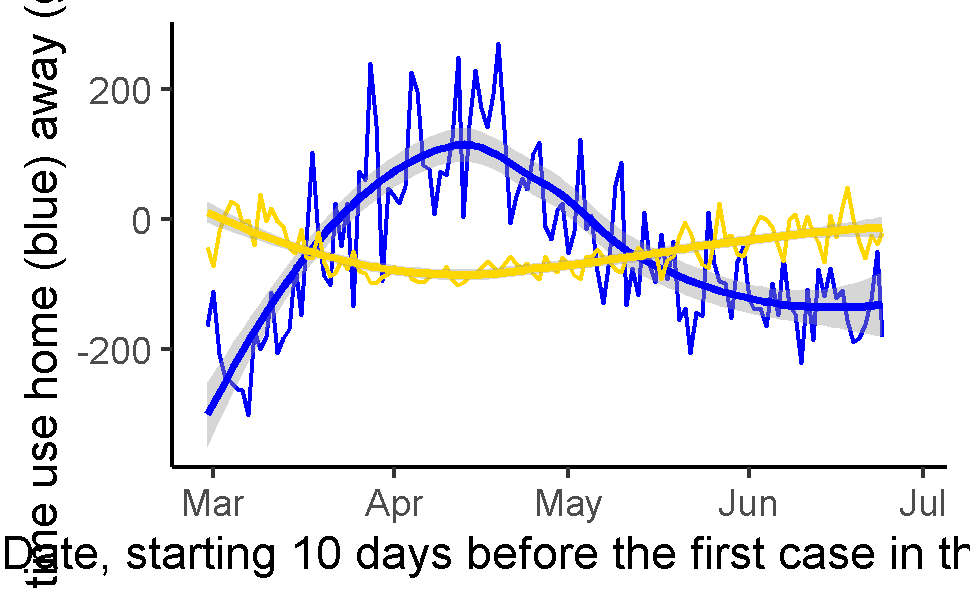 time use home (blue) away (
200
0
-200
Mar
Apr
May
Jun
Jul
Date, starting 10 days before the first case in th